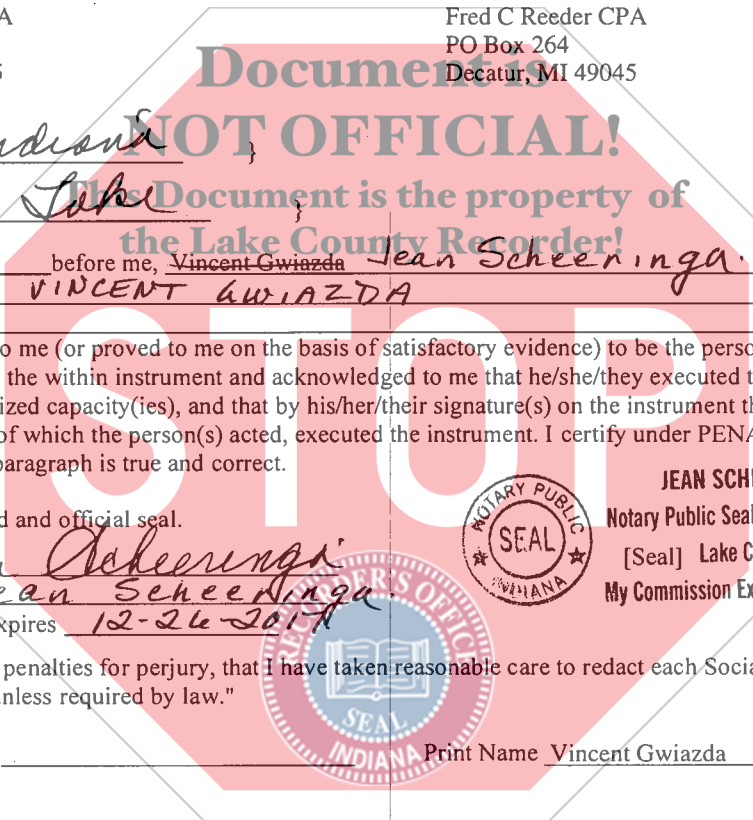 A Fred C Reeder CPA
PO Box 264
Decatur, MI 49045
Document is
NOT OFFICIAL!
This Document is the property of
the Lake County Recorder!
ndiana }
Lake }
before me, Vincent Gwiazda Jean Scheeringa.
VINCENT GWIAZDA
STOP
o me (or proved to me on the basis of satisfactory evidence) to be the perso
the within instrument and acknowledged to me that he/she/they executed t
ized capacity(ies), and that by his/her/their signature(s) on the instrument th
of which the person(s) acted, executed the instrument. I certify under PENA
paragraph is true and correct.
d and official seal.
Scheeringa
ean Scheeringa.
xpires 12-26-2017
NOTARY PUBLIC
SEAL
INDIANA
JEAN SCHE
Notary Public Seal
[Seal] Lake C
My Commission Ex
RECORDER'S OFFICE
SEAL
INDIANA
penalties for perjury, that I have taken reasonable care to redact each Socia
nless required by law."
Print Name Vincent Gwiazda